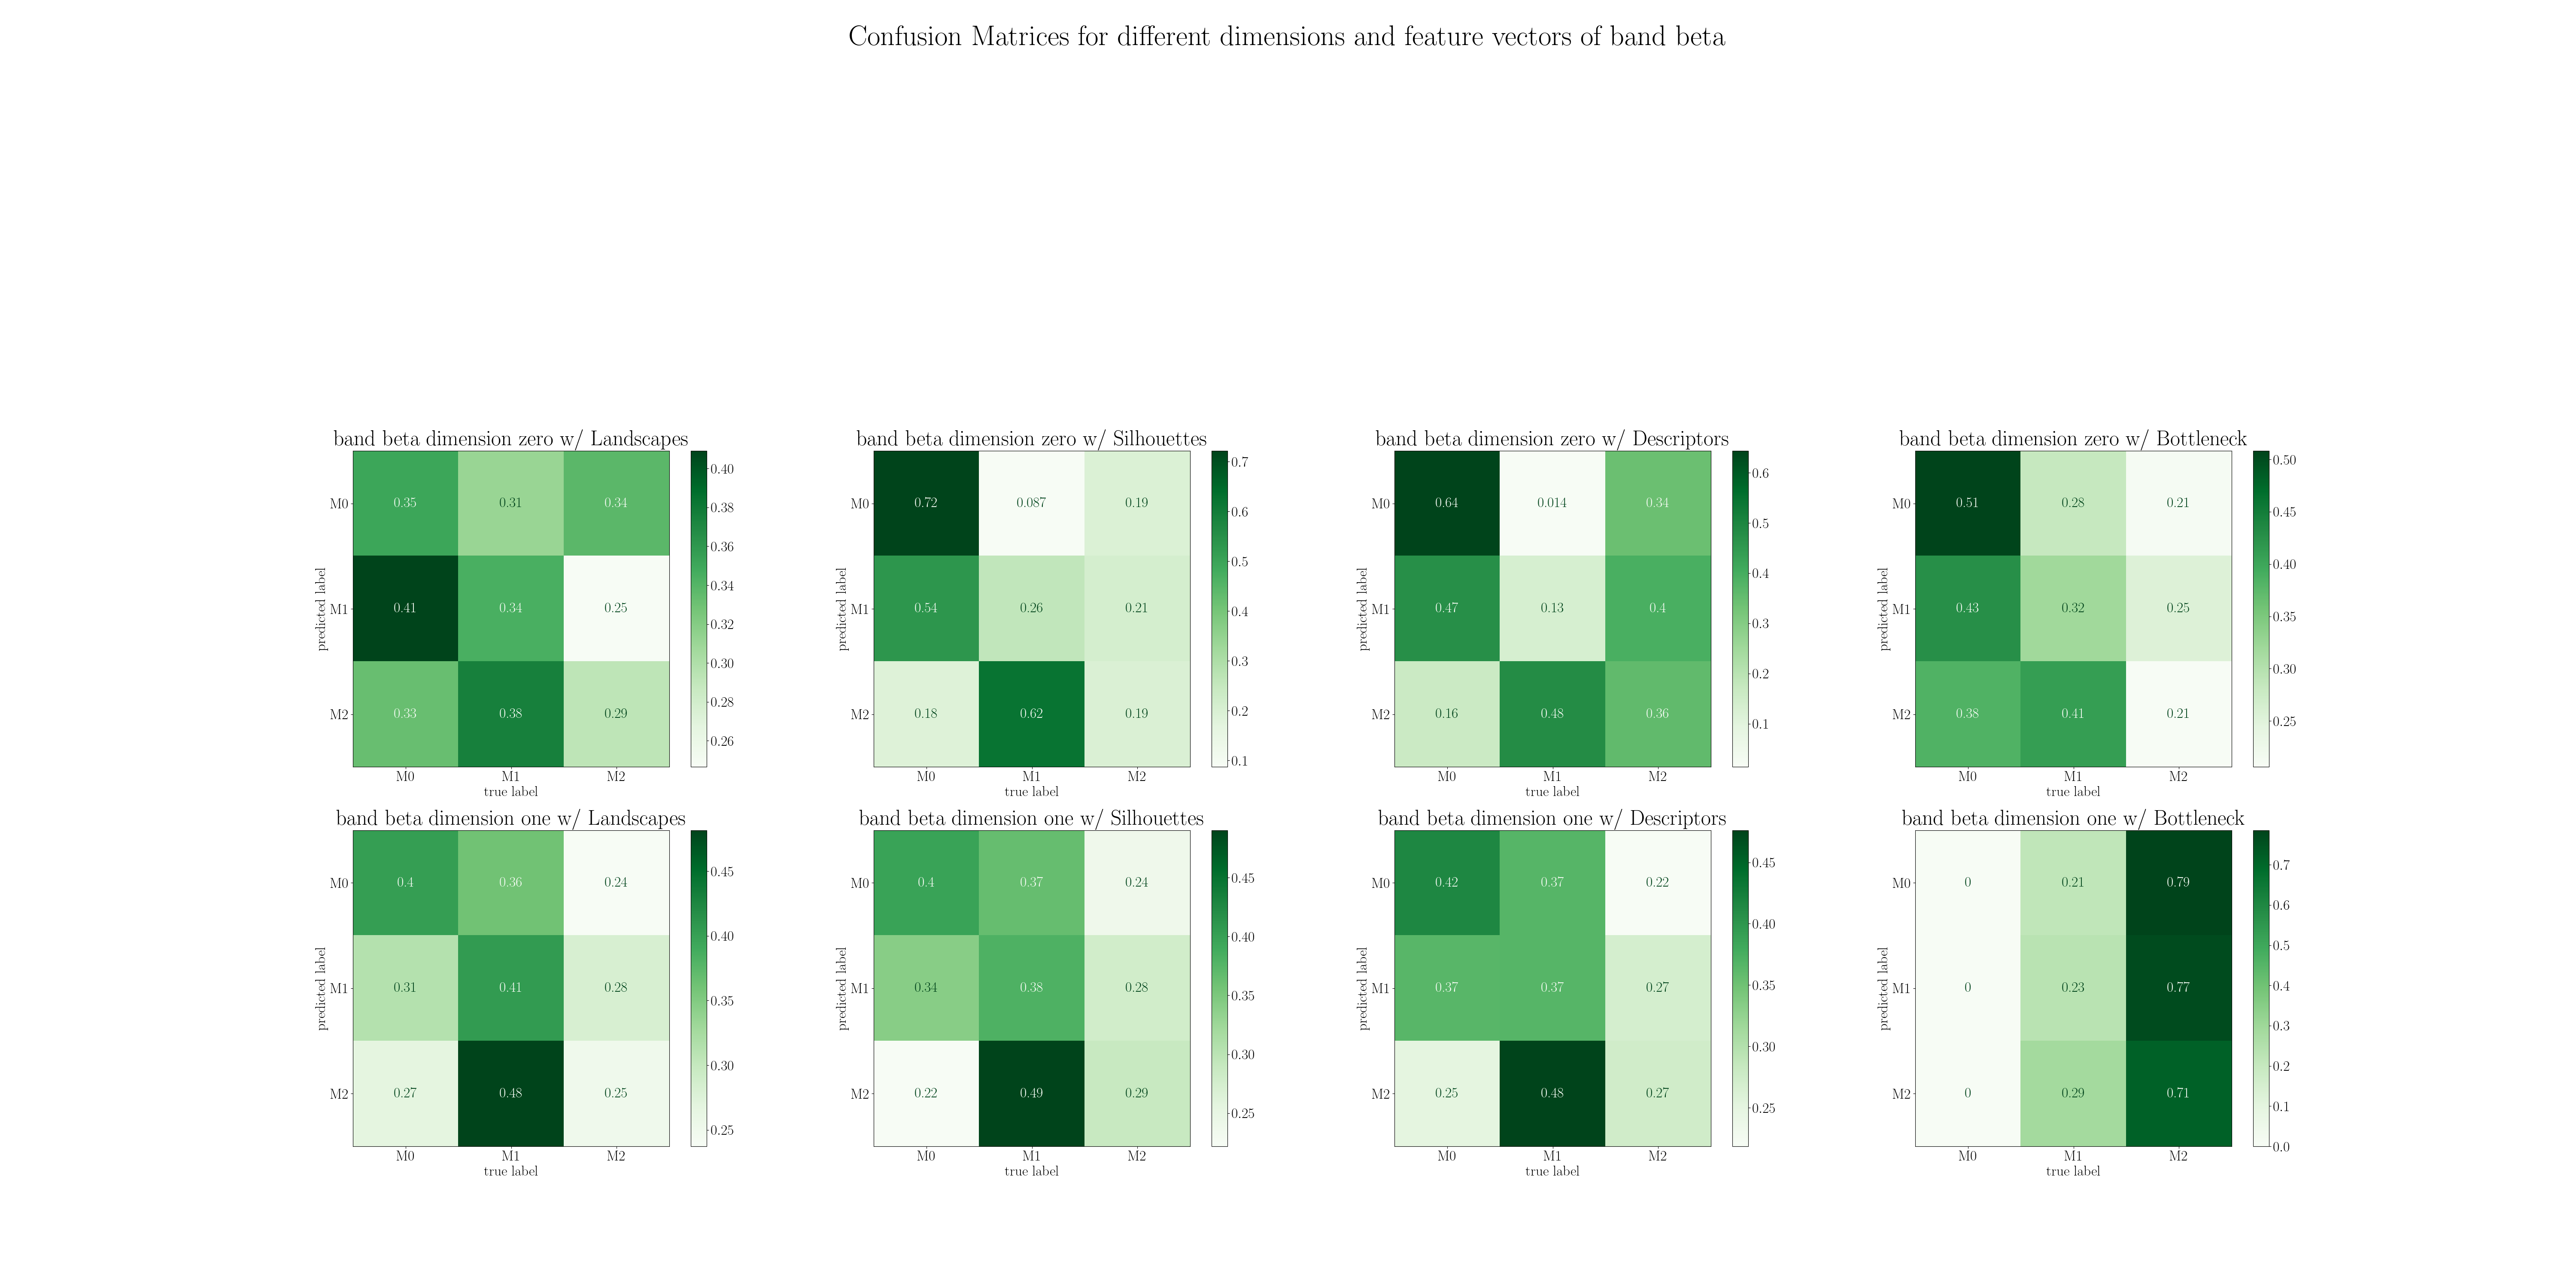 Confusion Matrices for different dimensions and feature vectors of band beta
band beta dimension zero w/ Landscapes
M0 0.35 0.31 0.34
M1 0.41 0.34 0.25
M2 0.33 0.38 0.29
M0 M1 M2
true label
predicted label
0.40
0.38
0.36
0.34
0.32
0.30
0.28
0.26
band beta dimension zero w/ Silhouettes
M0 0.72 0.087 0.19
M1 0.54 0.26 0.21
M2 0.18 0.62 0.19
M0 M1 M2
true label
predicted label
0.7
0.6
0.5
0.4
0.3
0.2
0.1
band beta dimension zero w/ Descriptors
M0 0.64 0.014 0.34
M1 0.47 0.13 0.4
M2 0.16 0.48 0.36
M0 M1 M2
true label
predicted label
0.6
0.5
0.4
0.3
0.2
0.1
band beta dimension zero w/ Bottleneck
M0 0.51 0.28 0.21
M1 0.43 0.32 0.25
M2 0.38 0.41 0.21
M0 M1 M2
true label
predicted label
0.50
0.45
0.40
0.35
0.30
0.25
band beta dimension one w/ Landscapes
M0 0.4 0.36 0.24
M1 0.31 0.41 0.28
M2 0.27 0.48 0.25
M0 M1 M2
true label
predicted label
0.45
0.40
0.35
0.30
0.25
band beta dimension one w/ Silhouettes
M0 0.4 0.37 0.24
M1 0.34 0.38 0.28
M2 0.22 0.49 0.29
M0 M1 M2
true label
predicted label
0.45
0.40
0.35
0.30
0.25
band beta dimension one w/ Descriptors
M0 0.42 0.37 0.22
M1 0.37 0.37 0.27
M2 0.25 0.48 0.27
M0 M1 M2
true label
predicted label
0.45
0.40
0.35
0.30
0.25
band beta dimension one w/ Bottleneck
M0 0 0.21 0.79
M1 0 0.23 0.77
M2 0 0.29 0.71
M0 M1 M2
true label
predicted label
0.7
0.6
0.5
0.4
0.3
0.2
0.1
0.0